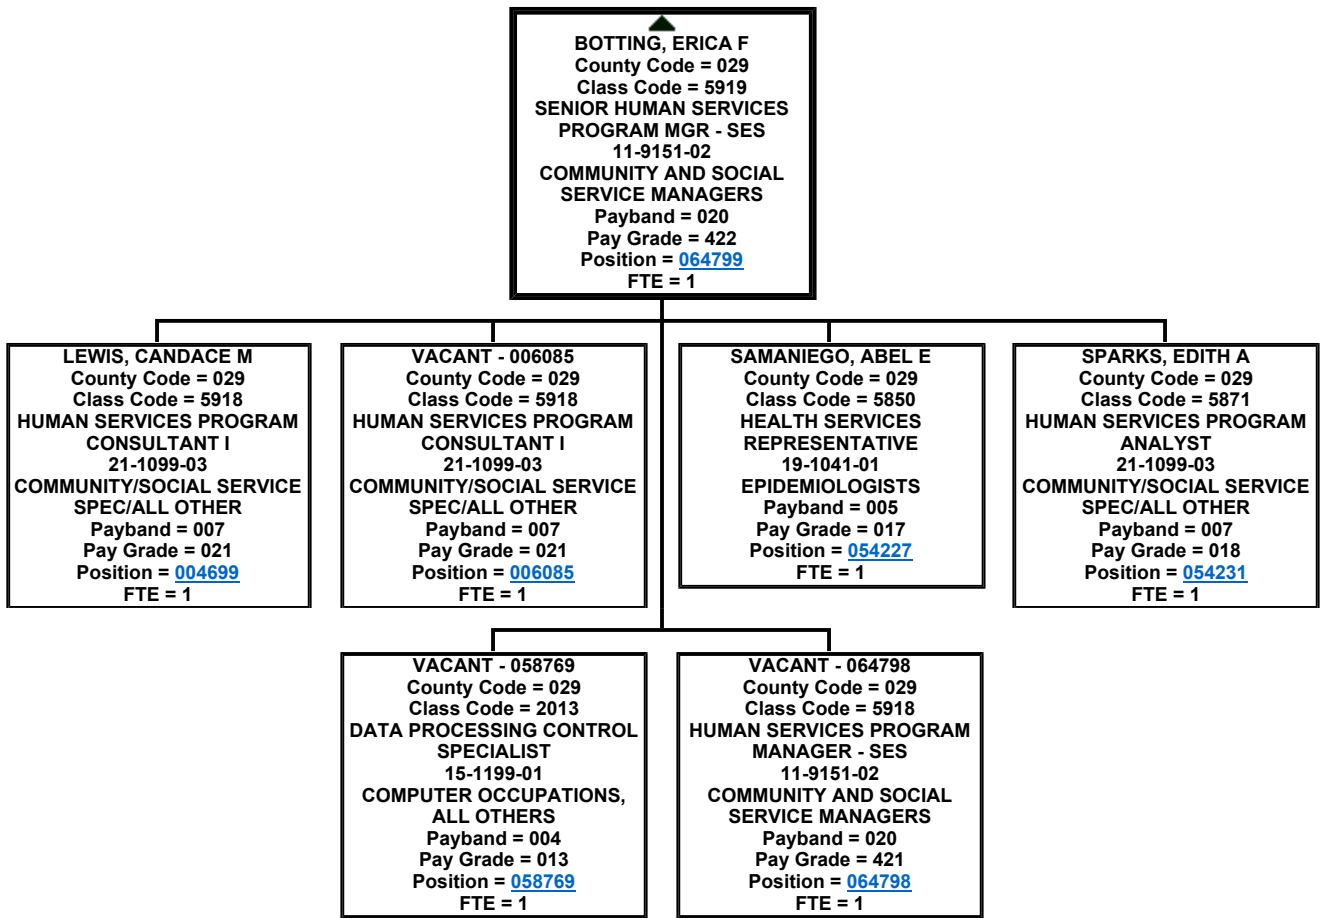 BOTTING, ERICA F
County Code = 029
Class Code = 5919
SENIOR HUMAN SERVICES
PROGRAM MGR - SES
11-9151-02
COMMUNITY AND SOCIAL
SERVICE MANAGERS
Payband = 020
Pay Grade = 422
Position = 064799
FTE = 1
LEWIS, CANDACE M
County Code = 029
Class Code = 5918
HUMAN SERVICES PROGRAM
CONSULTANT I
21-1099-03
COMMUNITY/SOCIAL SERVICE
SPEC/ALL OTHER
Payband = 007
Pay Grade = 021
Position = 004699
FTE = 1
VACANT - 006085
County Code = 029
Class Code = 5918
HUMAN SERVICES PROGRAM
CONSULTANT I
21-1099-03
COMMUNITY/SOCIAL SERVICE
SPEC/ALL OTHER
Payband = 007
Pay Grade = 021
Position = 006085
FTE = 1
SAMANIEGO, ABEL E
County Code = 029
Class Code = 5850
HEALTH SERVICES
REPRESENTATIVE
19-1041-01
EPIDEMIOLOGISTS
Payband = 005
Pay Grade = 017
Position = 054227
FTE = 1
SPARKS, EDITH A
County Code = 029
Class Code = 5871
HUMAN SERVICES PROGRAM
ANALYST
21-1099-03
COMMUNITY/SOCIAL SERVICE
SPEC/ALL OTHER
Payband = 007
Pay Grade = 018
Position = 054231
FTE = 1
VACANT - 058769
County Code = 029
Class Code = 2013
DATA PROCESSING CONTROL
SPECIALIST
15-1199-01
COMPUTER OCCUPATIONS,
ALL OTHERS
Payband = 004
Pay Grade = 013
Position = 058769
FTE = 1
VACANT - 064798
County Code = 029
Class Code = 5918
HUMAN SERVICES PROGRAM
MANAGER - SES
11-9151-02
COMMUNITY AND SOCIAL
SERVICE MANAGERS
Payband = 020
Pay Grade = 421
Position = 064798
FTE = 1